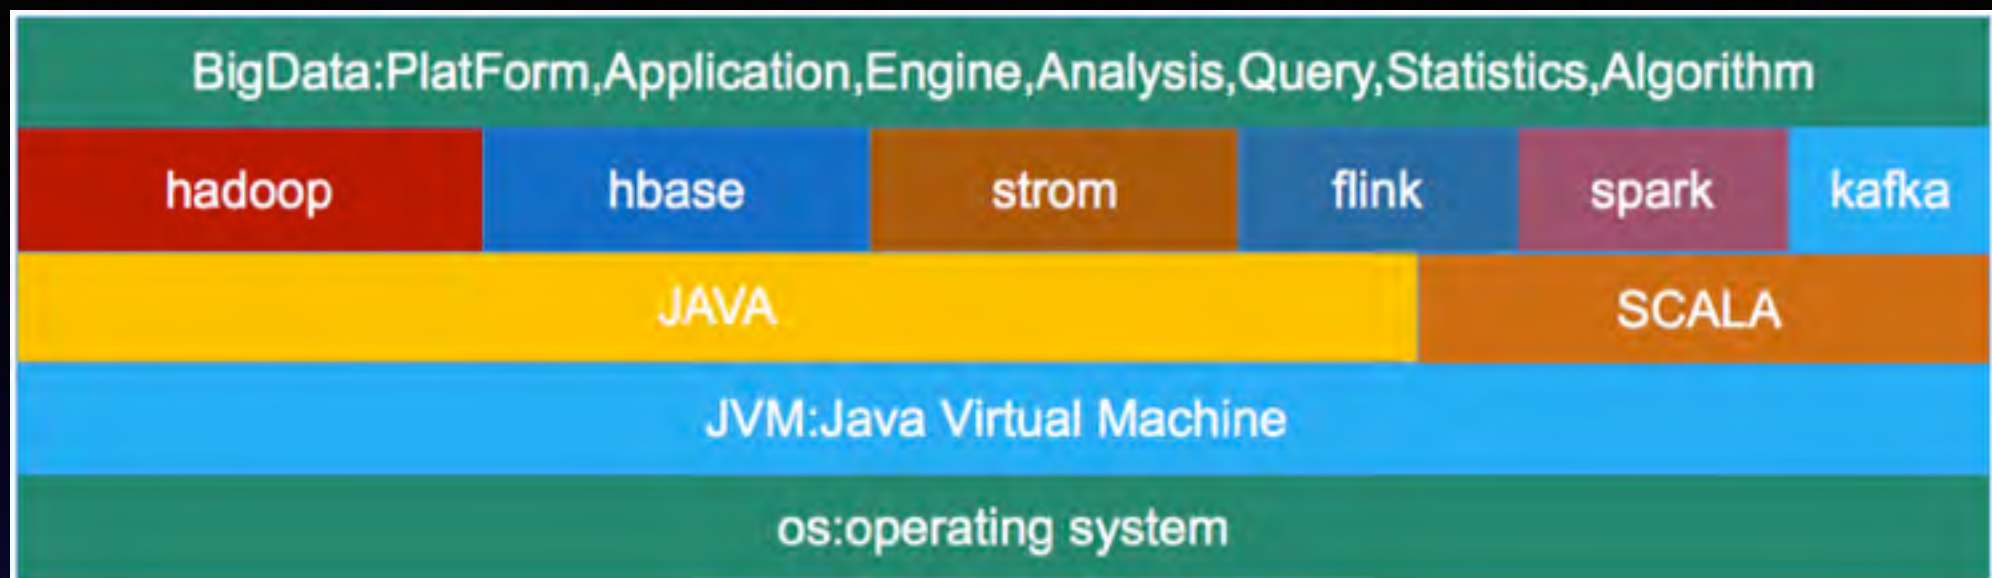 BigData:PlatForm,Application,Engine,Analysis,Query,Statistics,Algorithm
hadoop hbase strom flink spark kafka
JAVA SCALA
JVM:Java Virtual Machine
os:operating system